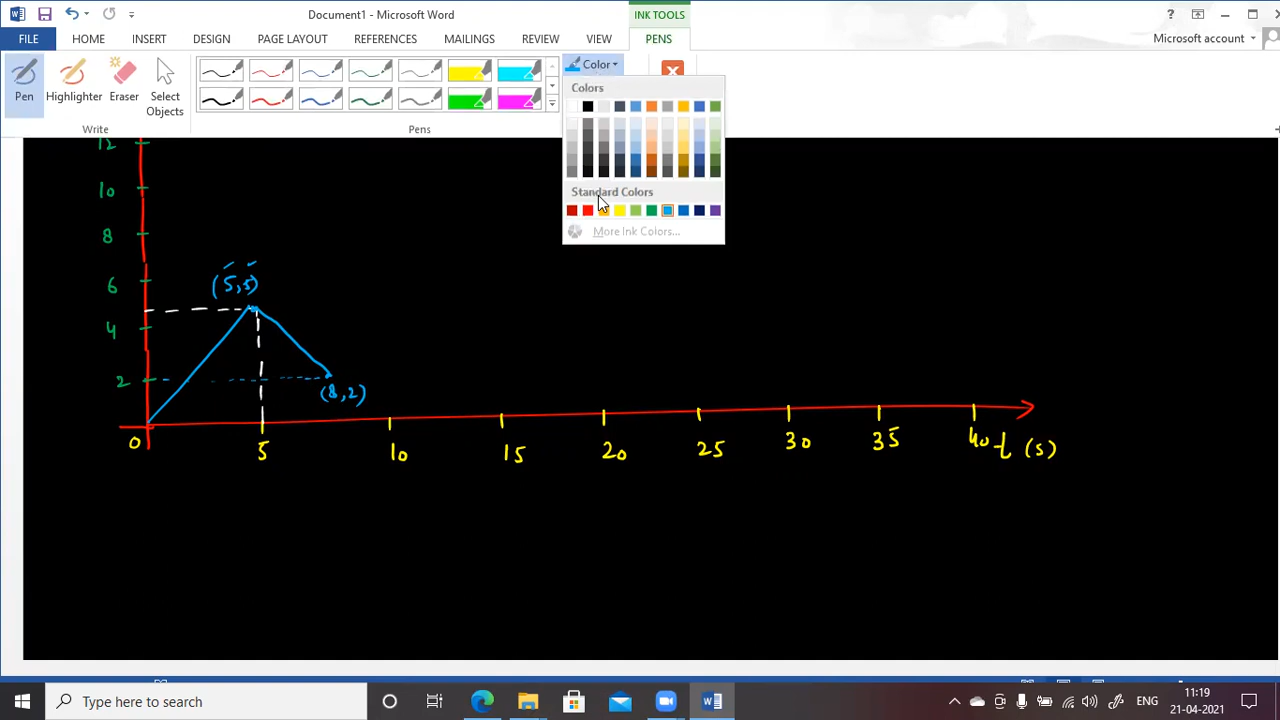 Document1 - Microsoft Word
INK TOOLS
FILE HOME INSERT DESIGN PAGE LAYOUT REFERENCES MAILINGS REVIEW VIEW PENS
Microsoft account
Pen Highlighter Eraser Select Objects
Color
Write
Pens
Colors
Standard Colors
More Ink Colors...
12
10
8
6
4
2
0
(5,5)
(8,2)
5 10 15 20 25 30 35 40 t (s)
Type here to search
ENG
11:19
21-04-2021